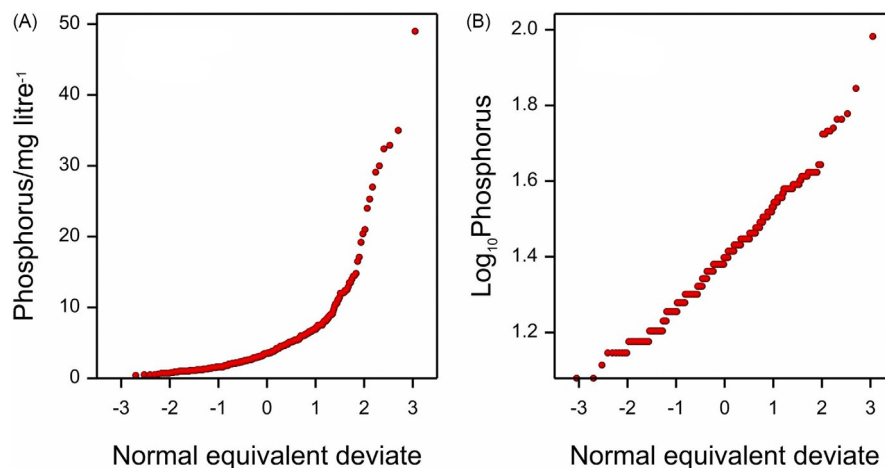 (A)
50
40
30
20
10
0
Phosphorus/mg litre⁻¹
-3 -2 -1 0 1 2 3
Normal equivalent deviate
(B)
2.0
1.8
1.6
1.4
1.2
Log₁₀Phosphorus
-3 -2 -1 0 1 2 3
Normal equivalent deviate